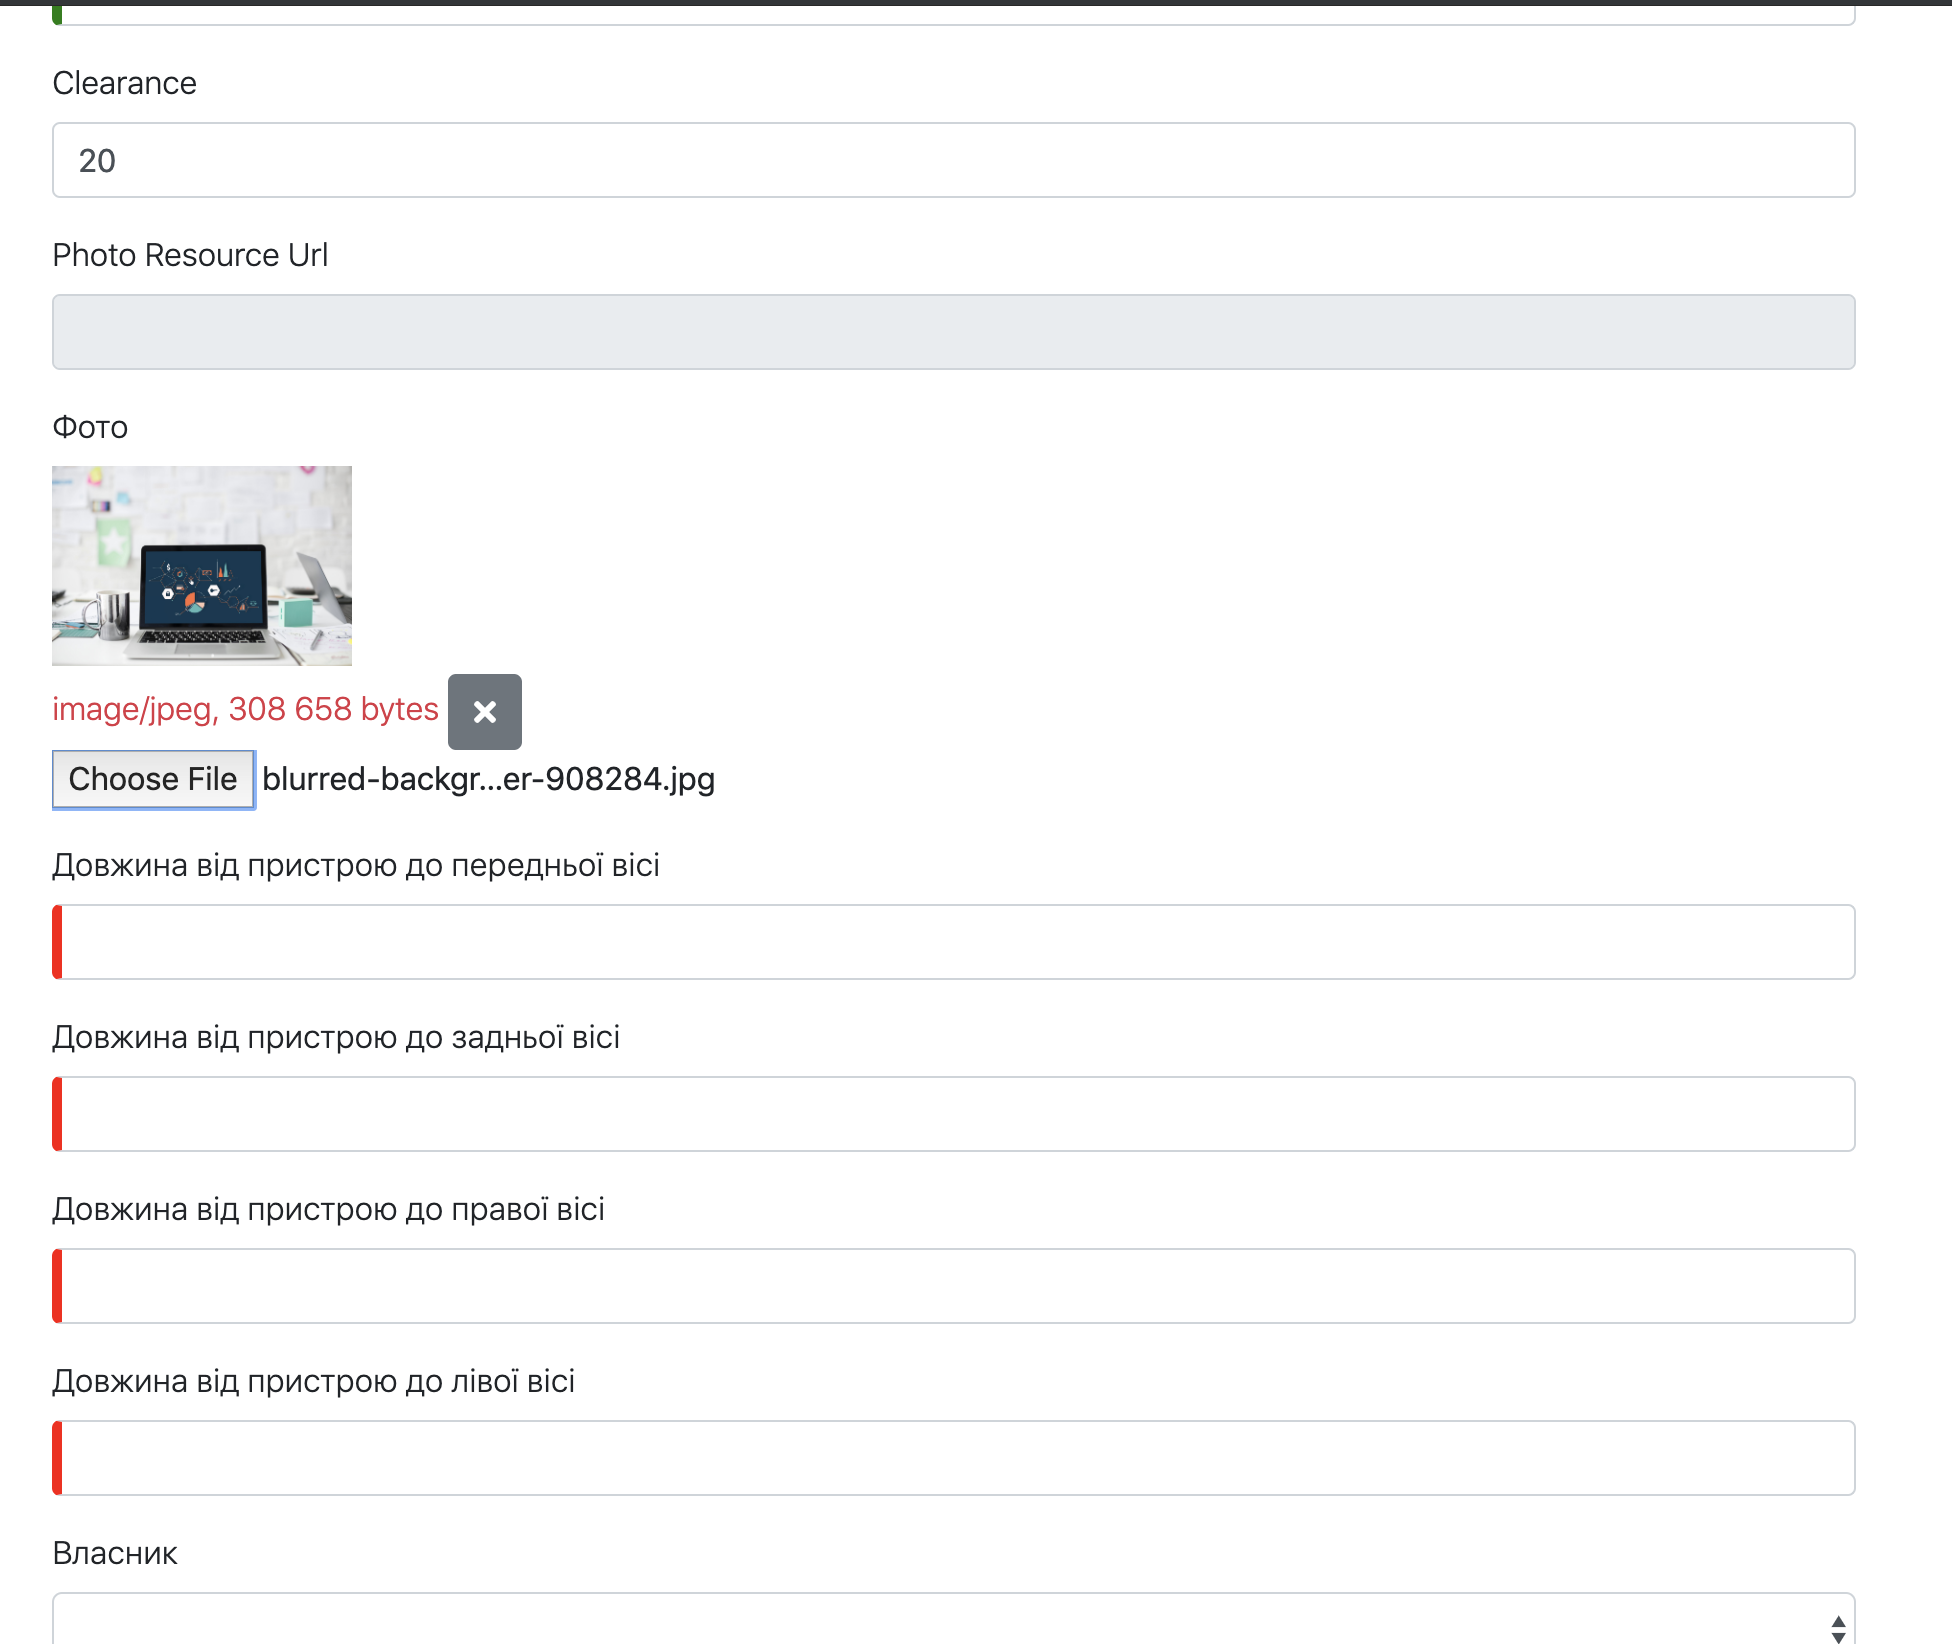 Clearance
20
Photo Resource Url
Фото
image/jpeg, 308 658 bytes
Choose File blurred-backgr...er-908284.jpg
Довжина від пристрою до передньої вісі
Довжина від пристрою до задньої вісі
Довжина від пристрою до правої вісі
Довжина від пристрою до лівої вісі
Власник